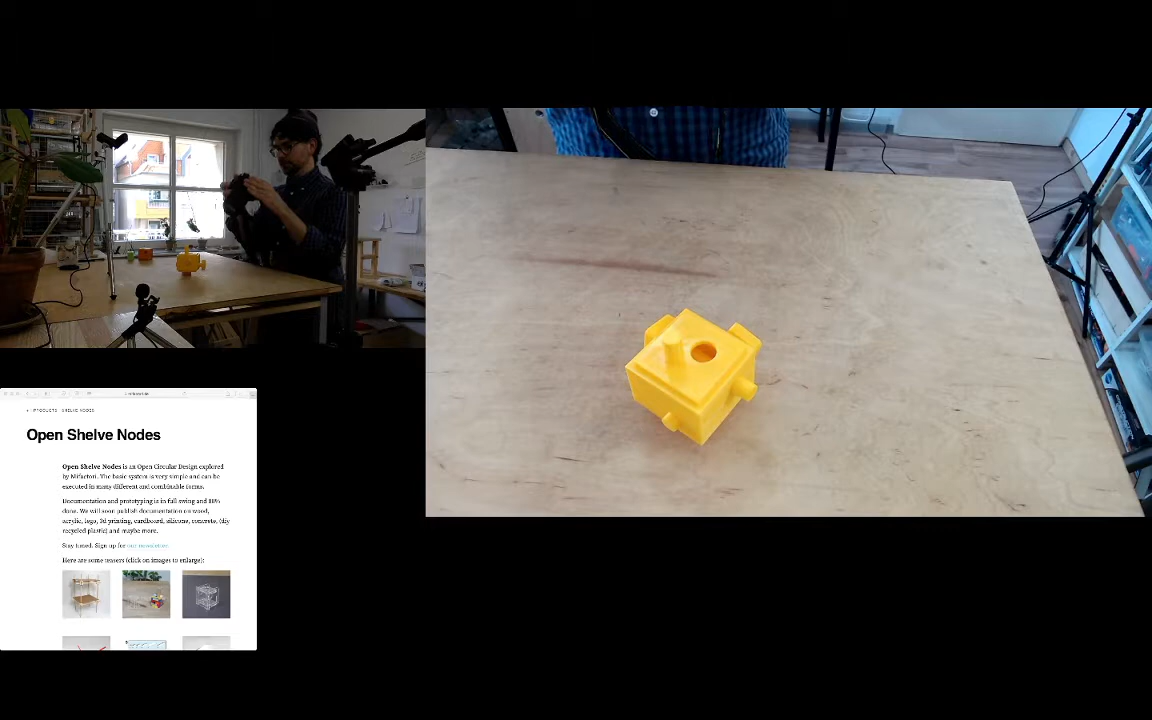 PRODUCTS SHELVE NODES
Open Shelve Nodes
Open Shelve Nodes is an Open Circular Design explored
by Mifactori. The basic system is very simple and can be
executed in many different and combinable forms.
Documentation and prototyping is in full swing and 80%
done. We will soon publish documentation on wood,
acrylic, lego, 3d printing, cardboard, silicone, concrete, (diy
recycled plastic) and maybe more.
Stay tuned. Sign up for our newsletter.
Here are some teasers (click on images to enlarge):